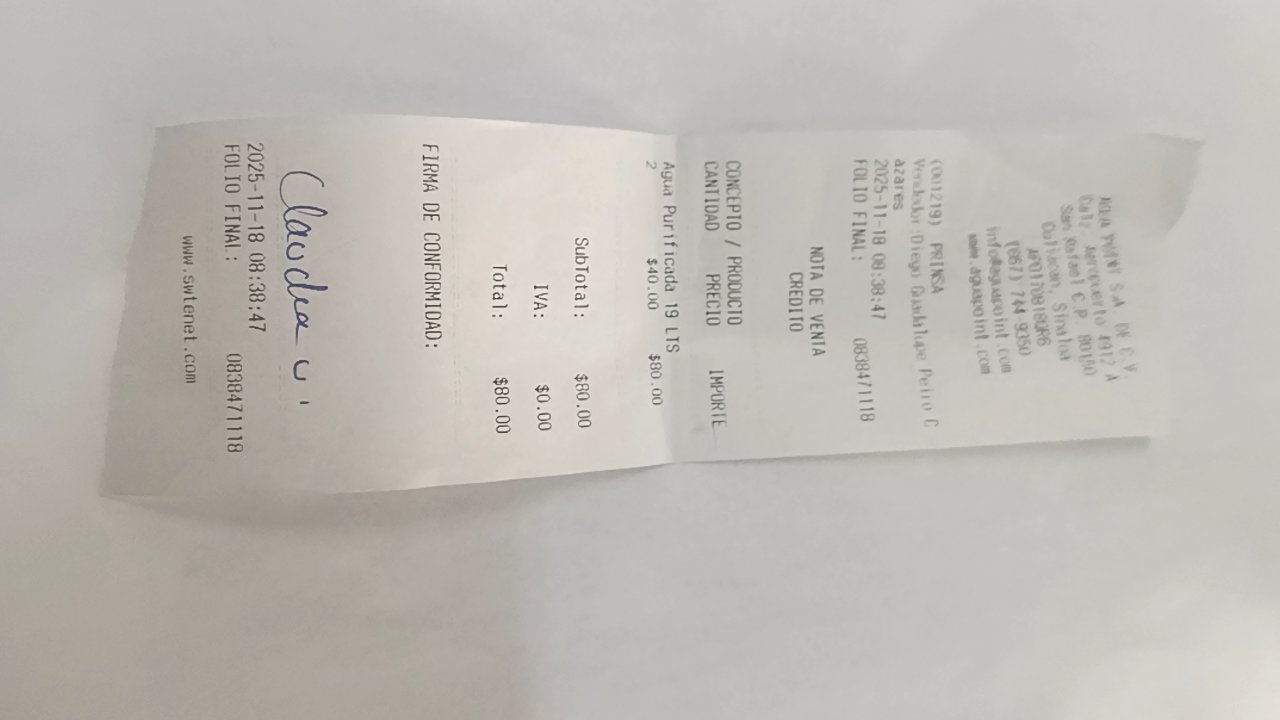 AGUA POINT S.A. DE C.V.
Calz. Aeropuerto 4912 A
San Rafael C.P. 80150
Culiacan, Sinaloa
(667) 744-9350
info@aguapoint.com
www.aguapoint.com
(001219) PRINSA
Vendedor:Diego Guadalupe Peiro C
azares
2025-11-18 08:38:47
FOLIO FINAL: 0838471118
NOTA DE VENTA
CREDITO
CONCEPTO / PRODUCTO
CANTIDAD PRECIO IMPORTE
Agua Purificada 19 LTS
2 $40.00 $80.00
SubTotal: $80.00
IVA: $0.00
Total: $80.00
FIRMA DE CONFORMIDAD:
Claudia
2025-11-18 08:38:47
FOLIO FINAL: 0838471118
www.swtenet.com